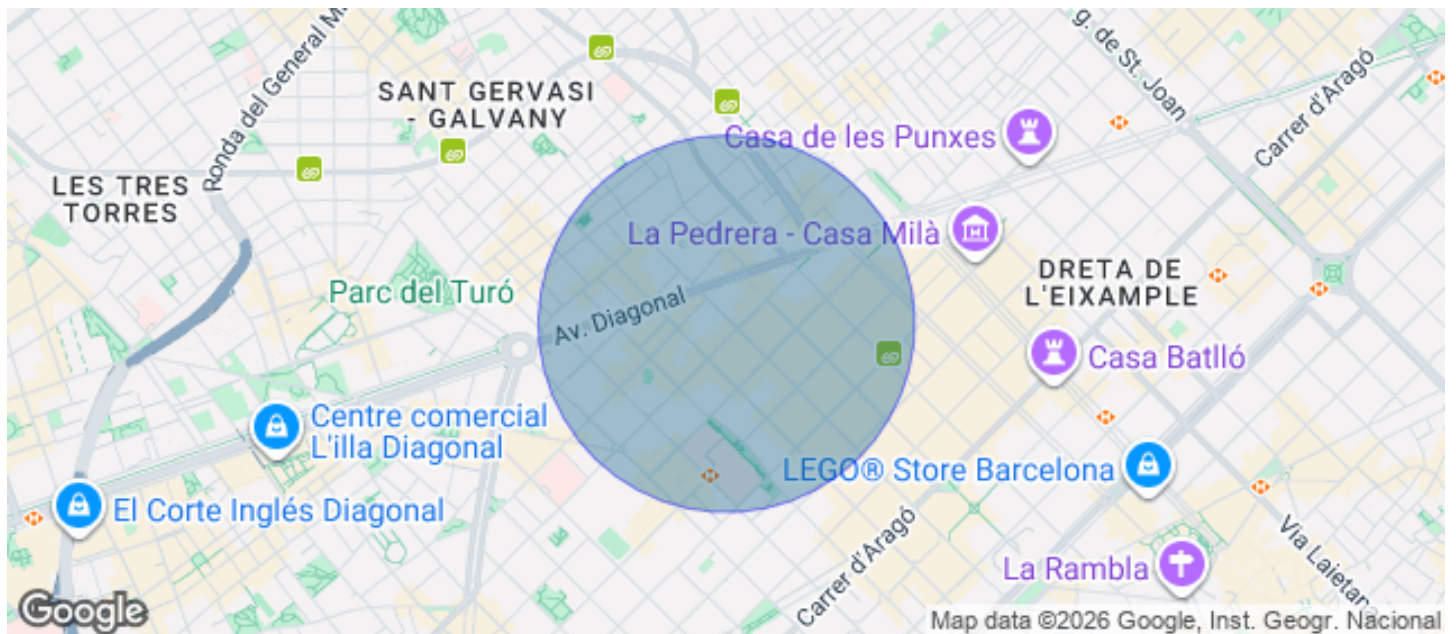 Ronda del General Mi
SANT GERVASI
- GALVANY
g. de St. Joan
Carrer d'Aragó
Casa de les Punxes
LES TRES
TORRES
La Pedrera - Casa Milà
DRETA DE
L'EIXAMPLE
Parc del Turó
Av. Diagonal
Casa Batlló
Centre comercial
L'illa Diagonal
LEGO® Store Barcelona
El Corte Inglés Diagonal
Carrer d'Aragó
Via Laietan
La Rambla
Google
Map data ©2026 Google, Inst. Geogr. Nacional